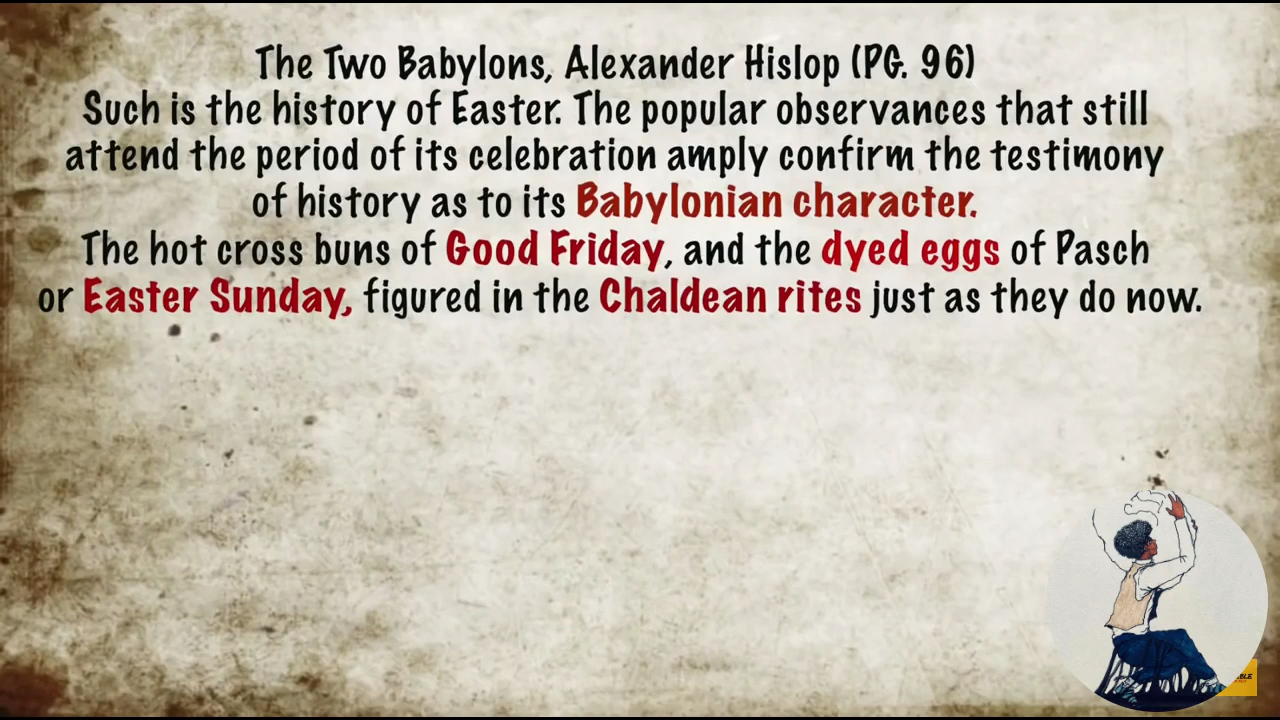 The Two Babylons, Alexander Hislop (PG. 96)
Such is the history of Easter. The popular observances that still
attend the period of its celebration amply confirm the testimony
of history as to its Babylonian character.
The hot cross buns of Good Friday, and the dyed eggs of Pasch
or Easter Sunday, figured in the Chaldean rites just as they do now.